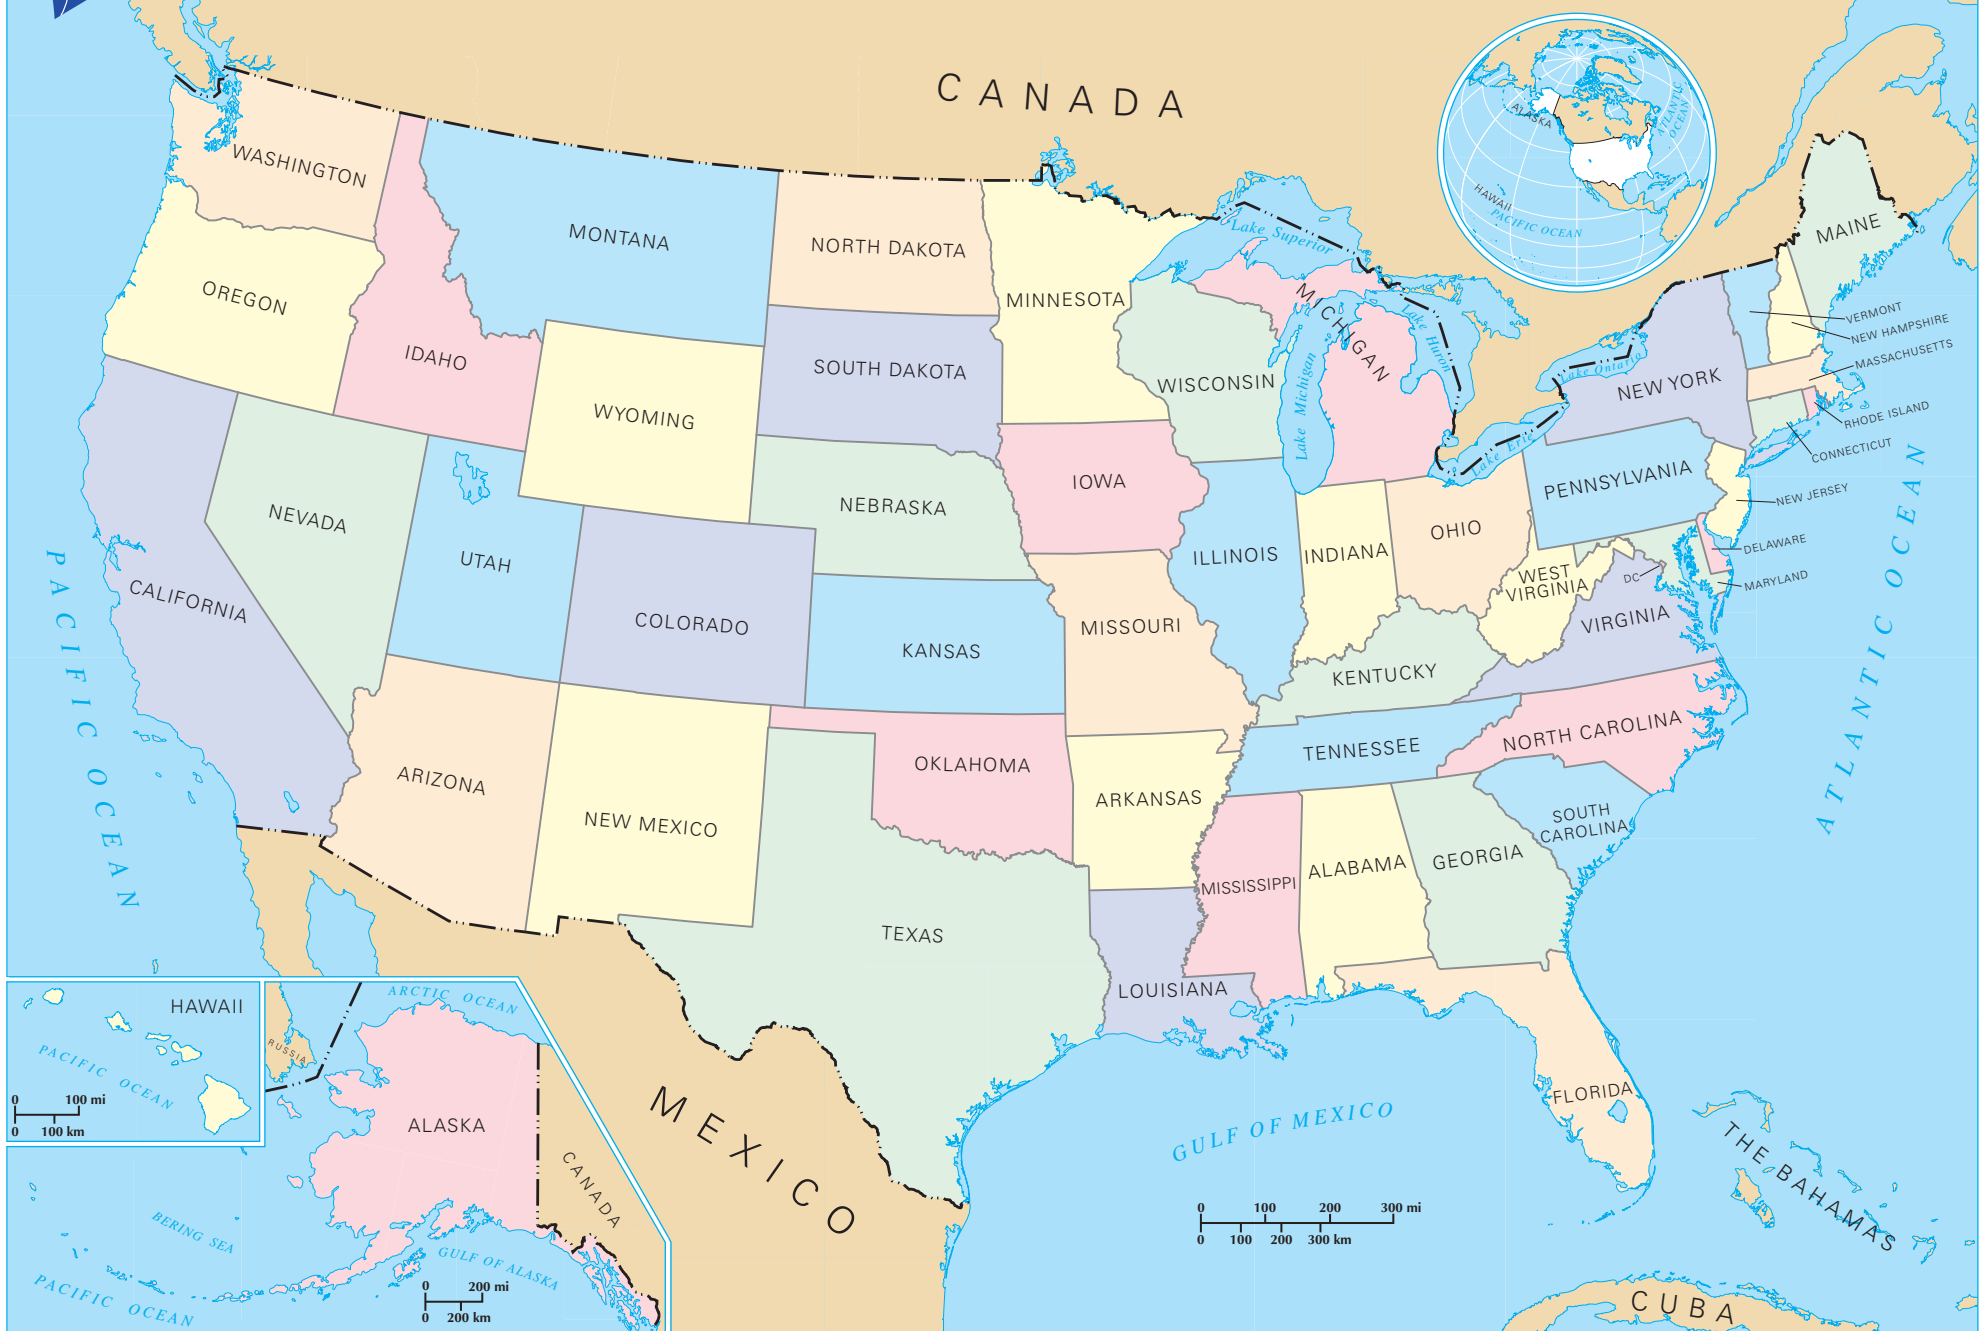 CANADA
ALASKA
ATLANTIC
OCEAN
HAWAII
PACIFIC OCEAN
WASHINGTON
MONTANA
NORTH DAKOTA
MINNESOTA
Lake Superior
MICHIGAN
Lake Huron
Lake Michigan
Lake Ontario
Lake Erie
MAINE
VERMONT
NEW HAMPSHIRE
MASSACHUSETTS
RHODE ISLAND
CONNECTICUT
NEW YORK
OREGON
IDAHO
WYOMING
SOUTH DAKOTA
WISCONSIN
PENNSYLVANIA
NEW JERSEY
DELAWARE
MARYLAND
DC
NEVADA
UTAH
NEBRASKA
IOWA
ILLINOIS
INDIANA
OHIO
WEST
VIRGINIA
VIRGINIA
CALIFORNIA
COLORADO
KANSAS
MISSOURI
KENTUCKY
NORTH CAROLINA
TENNESSEE
ARIZONA
NEW MEXICO
OKLAHOMA
ARKANSAS
SOUTH
CAROLINA
MISSISSIPPI
ALABAMA
GEORGIA
TEXAS
LOUISIANA
FLORIDA
PACIFIC OCEAN
ATLANTIC OCEAN
GULF OF MEXICO
MEXICO
THE BAHAMAS
CUBA
0 100 200 300 mi
0 100 200 300 km
HAWAII
PACIFIC OCEAN
0 100 mi
0 100 km
ARCTIC OCEAN
RUSSIA
ALASKA
CANADA
BERING SEA
GULF OF ALASKA
PACIFIC OCEAN
0 200 mi
0 200 km